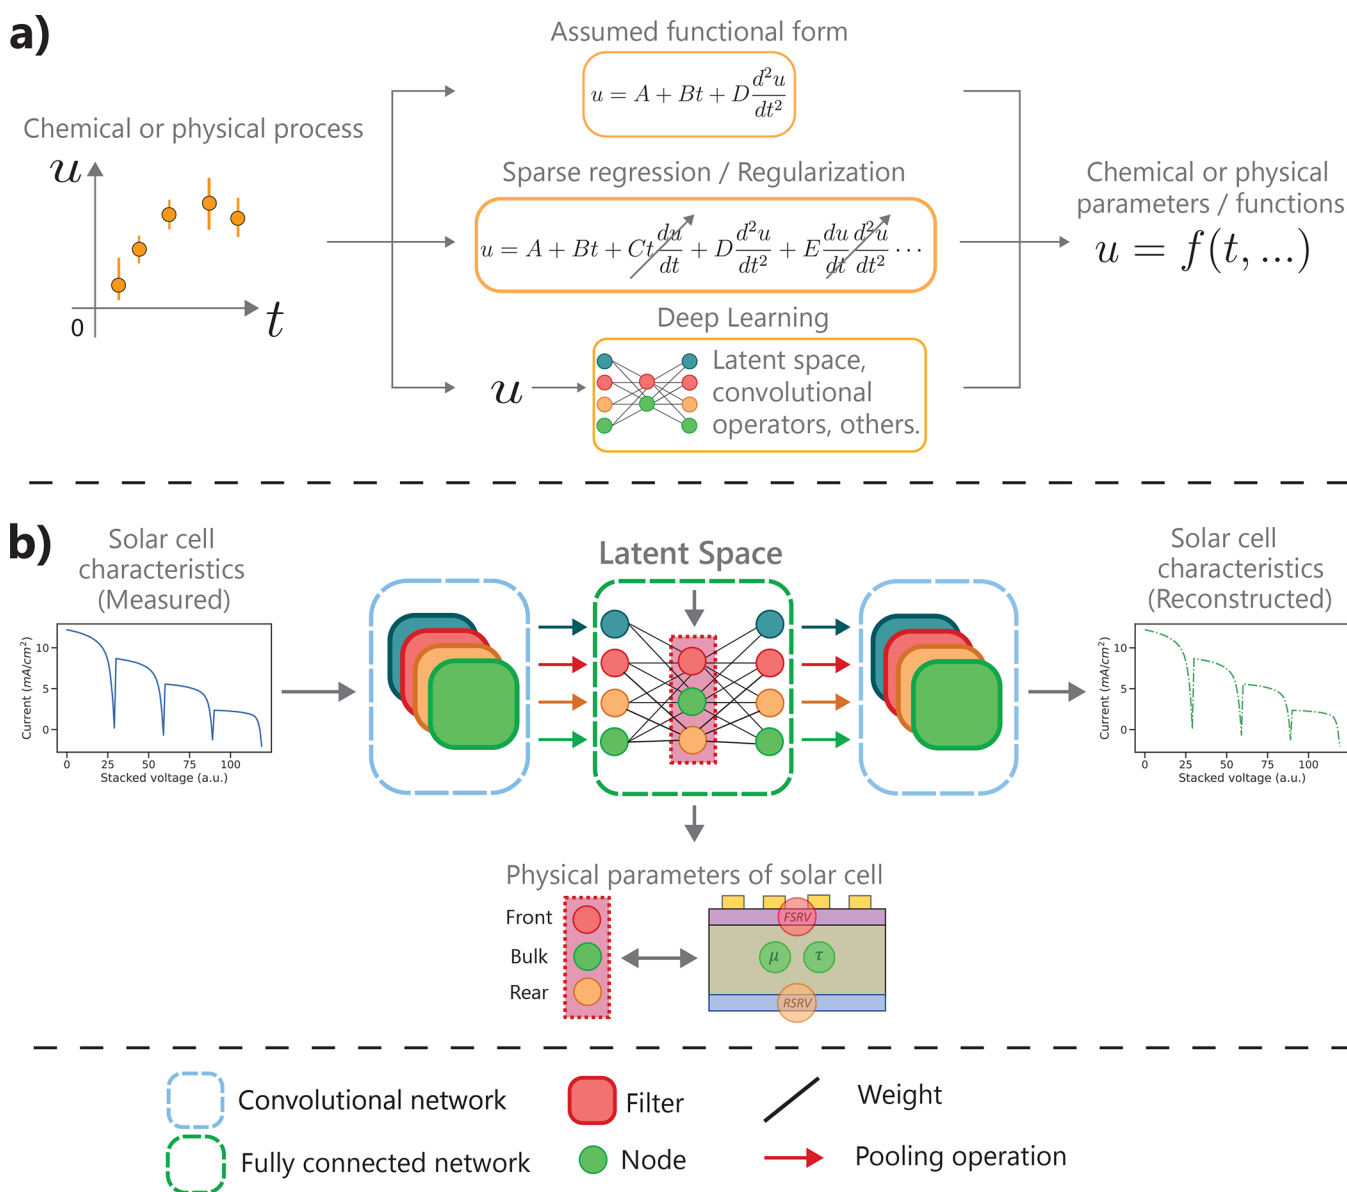 a)
Assumed functional form
u = A + Bt + D d²u/dt²
Chemical or physical process
u
0
t
Sparse regression / Regularization
u = A + Bt + Ct du/dt + D d²u/dt² + E du/dt d²u/dt² ···
Chemical or physical
parameters / functions
u = f(t, ...)
Deep Learning
u
Latent space,
convolutional
operators, others.
b)
Solar cell
characteristics
(Measured)
Current (mA/cm²)
10
5
0
0 25 50 75 100
Stacked voltage (a.u.)
Latent Space
Solar cell
characteristics
(Reconstructed)
Current (mA/cm²)
10
5
0
0 25 50 75 100
Stacked voltage (a.u.)
Physical parameters of solar cell
Front
Bulk
Rear
FSRV
μ τ
RSRV
Convolutional network
Filter
Weight
Fully connected network
Node
Pooling operation